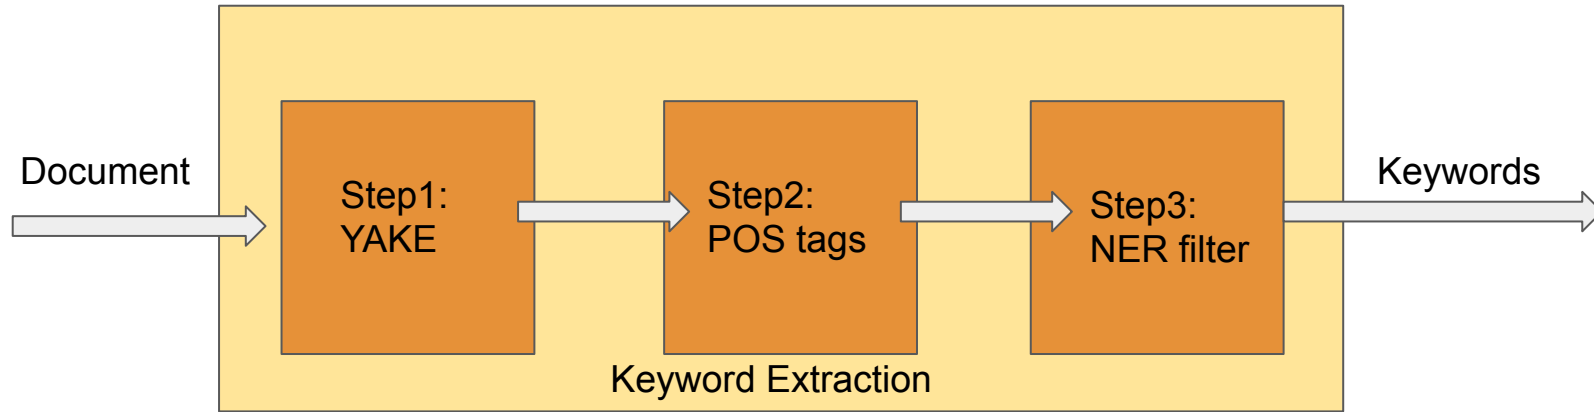 Document
Step1:
YAKE
Step2:
POS tags
Step3:
NER filter
Keywords
Keyword Extraction